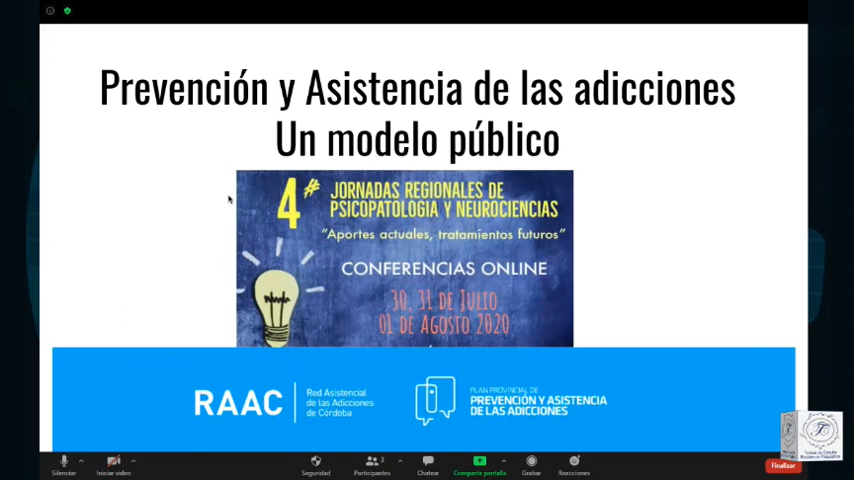 Prevención y Asistencia de las adicciones
Un modelo público
4# JORNADAS REGIONALES DE
PSICOPATOLOGIA Y NEUROCIENCIAS
"Aportes actuales, tratamientos futuros"
CONFERENCIAS ONLINE
30, 31 DE JULIO
01 DE AGOSTO 2020
RAAC
Red Asistencial
de las Adicciones
de Córdoba
PLAN PROVINCIAL DE
PREVENCIÓN Y ASISTENCIA
DE LAS ADICCIONES
Silenciar
Iniciar video
Seguridad
Participantes
3
Chatear
Compartir pantalla
Grabar
Reacciones
Finalizar